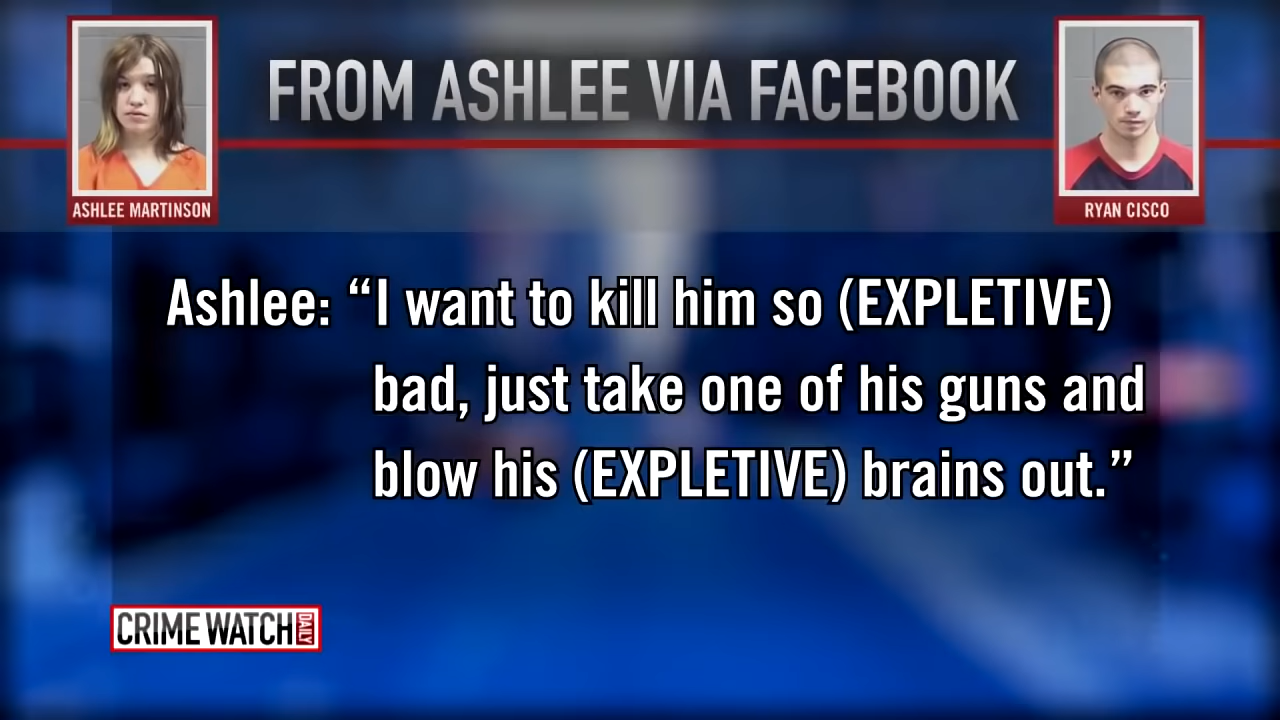 FROM ASHLEE VIA FACEBOOK
ASHLEE MARTINSON
RYAN CISCO
Ashlee: “I want to kill him so (EXPLETIVE)
bad, just take one of his guns and
blow his (EXPLETIVE) brains out.”
CRIME WATCH DAILY